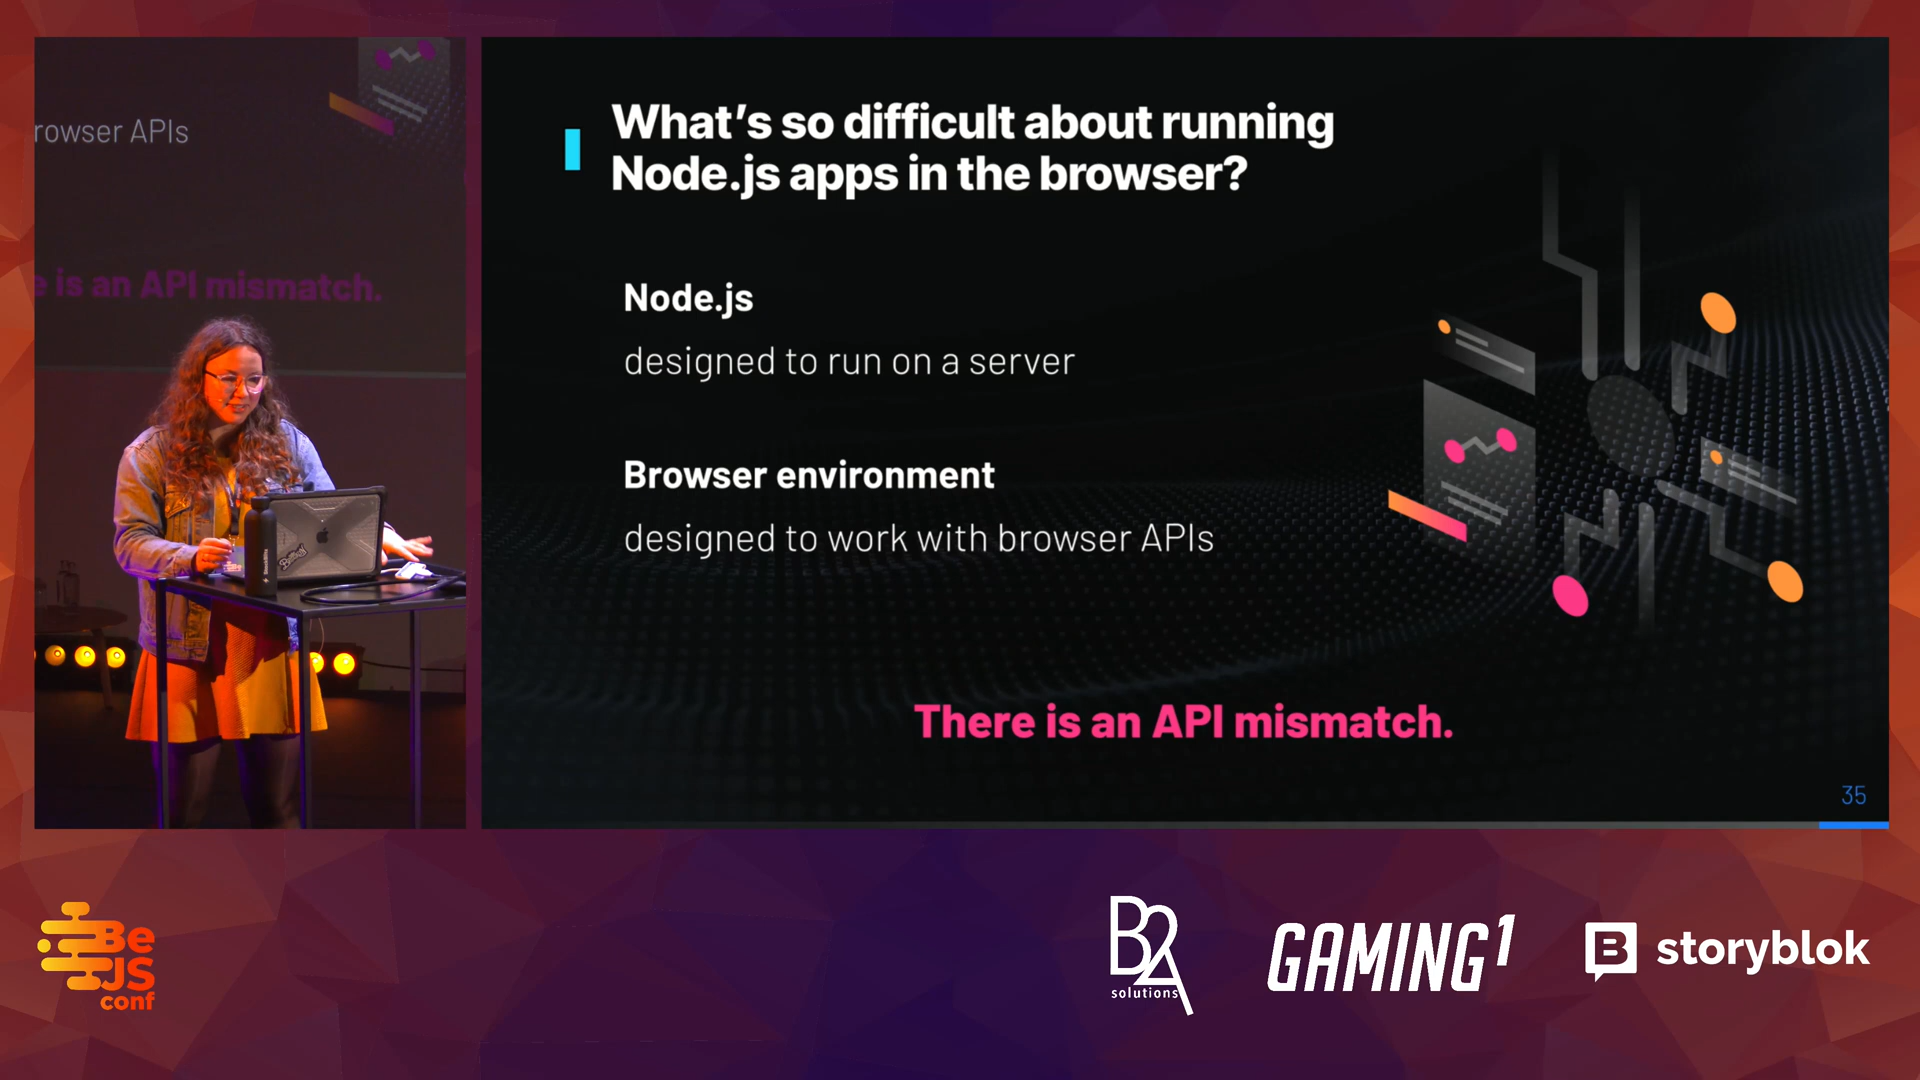 rowser APIs
e is an API mismatch.
What's so difficult about running
Node.js apps in the browser?
Node.js
designed to run on a server
Browser environment
designed to work with browser APIs
There is an API mismatch.
35
Be
JS
conf
B2A
solutions
GAMING1
storyblok